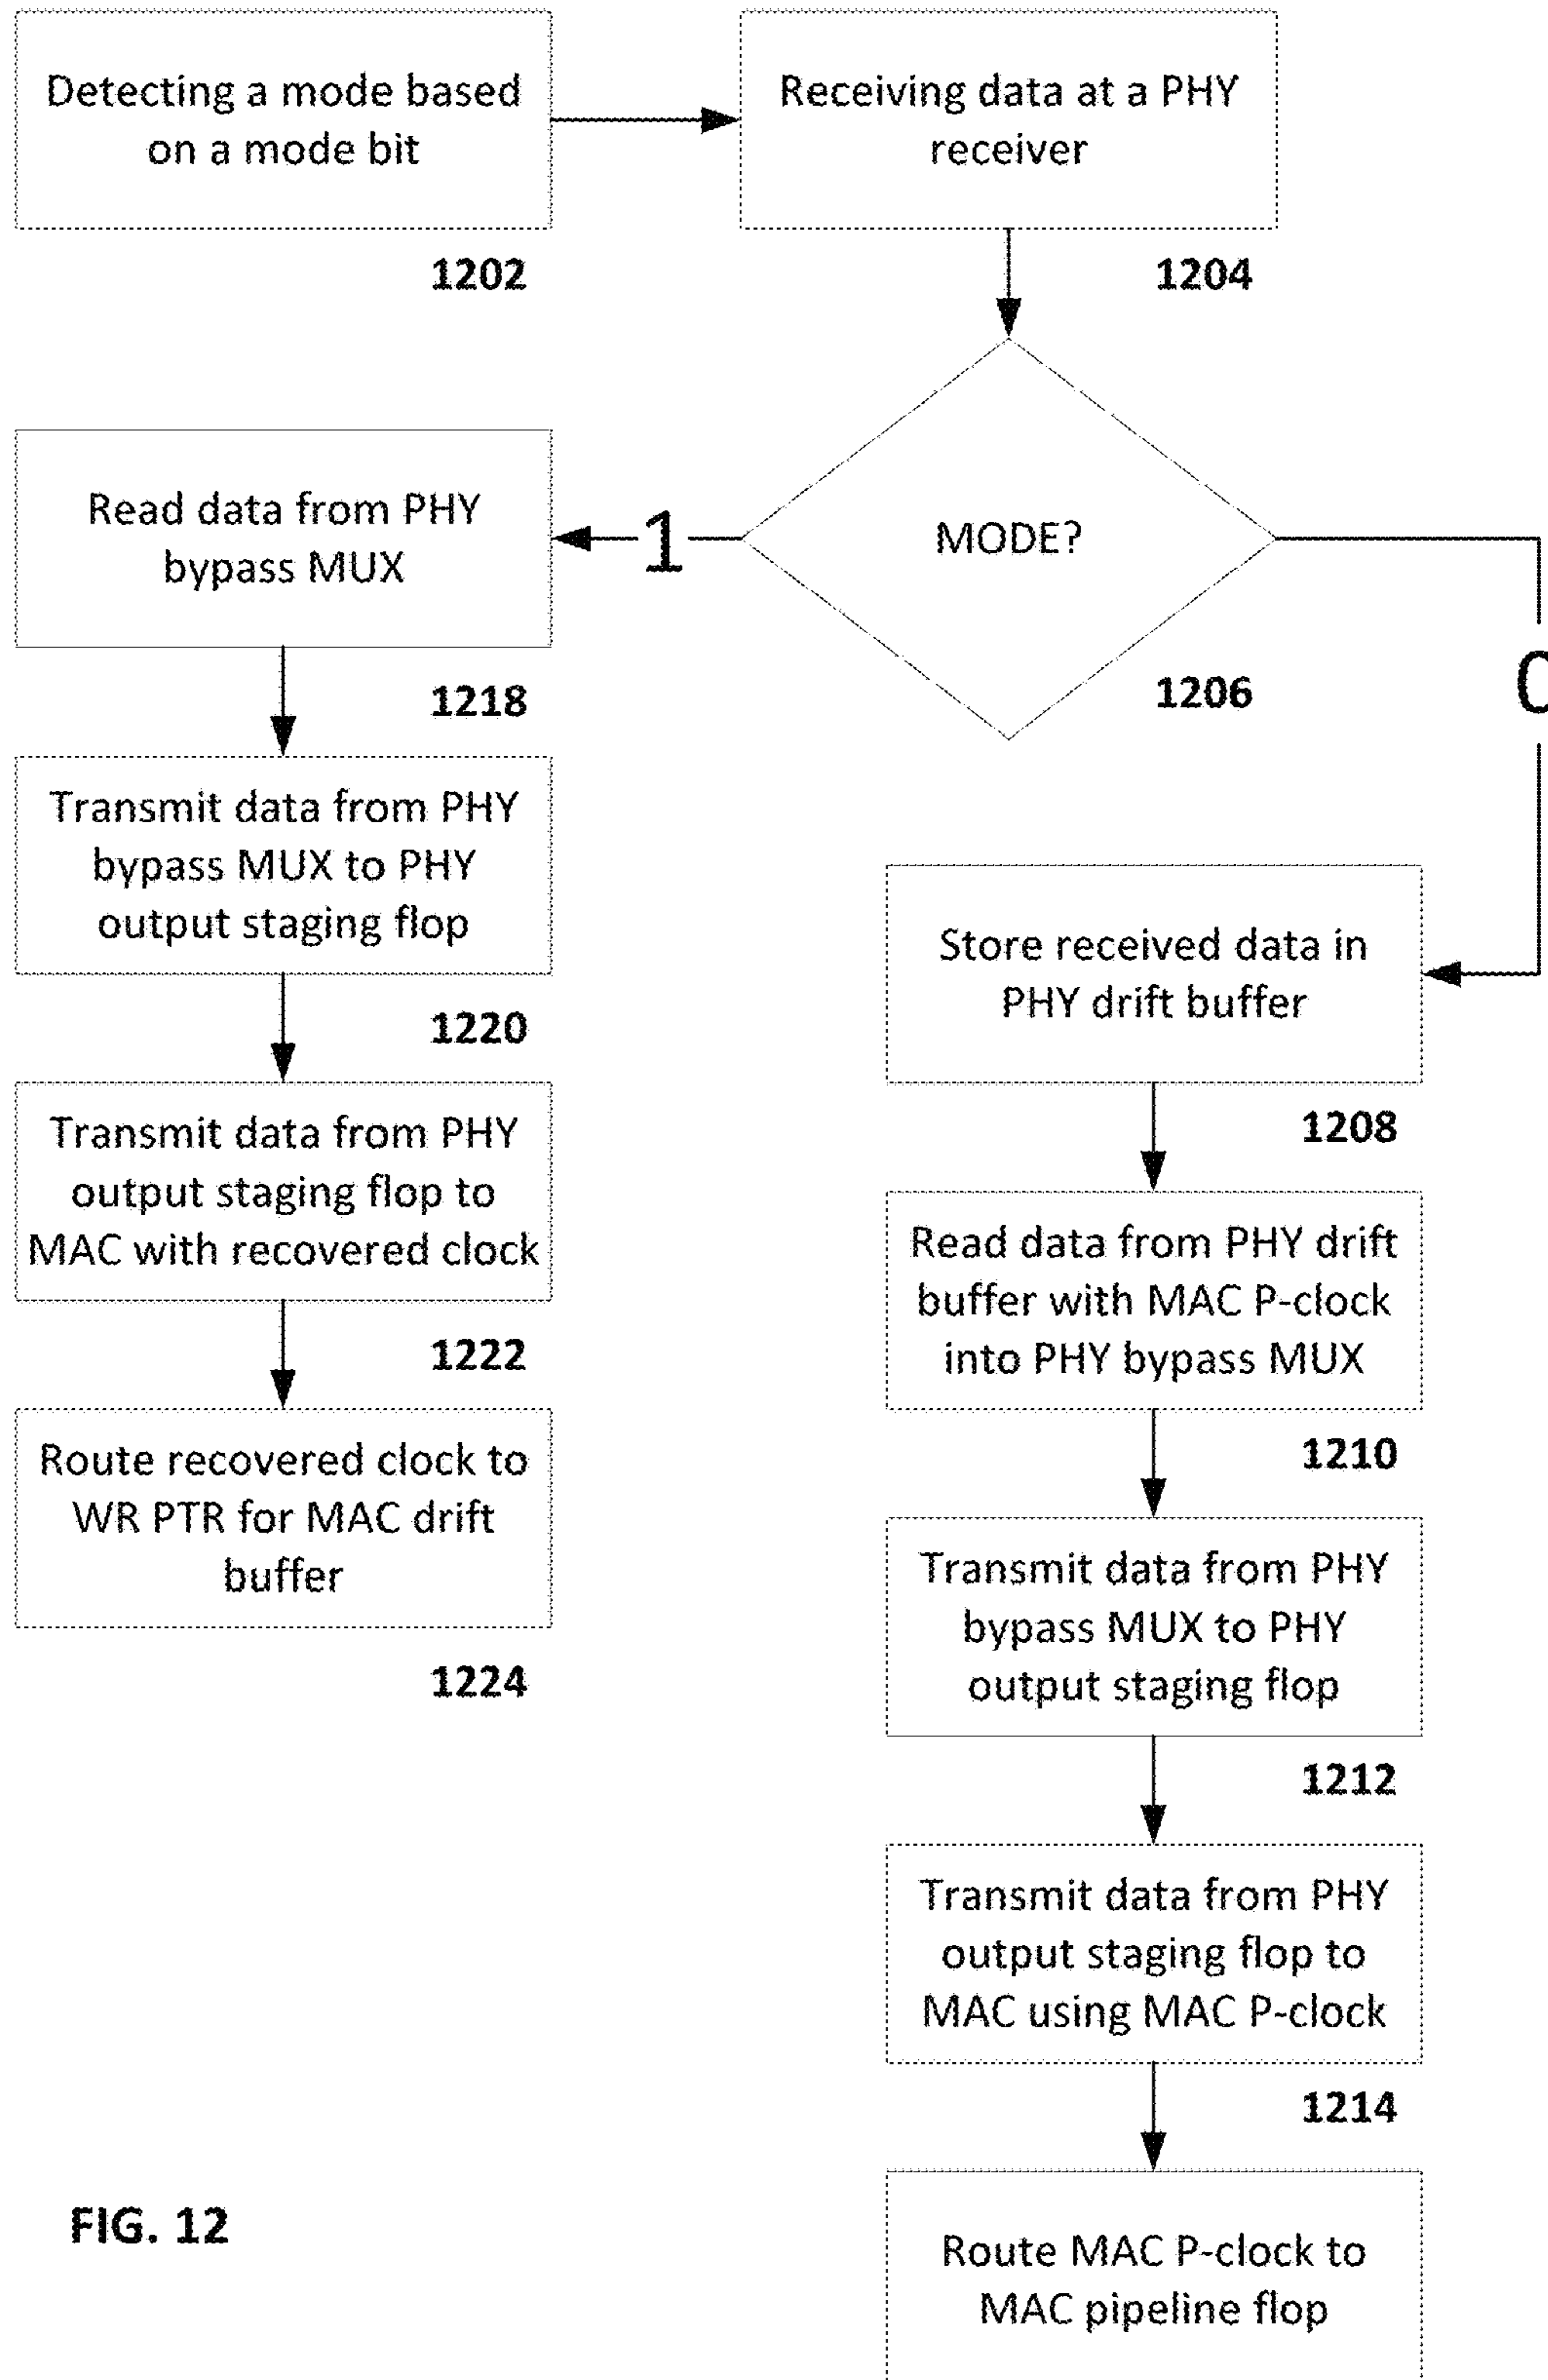 Detecting a mode based
on a mode bit
1202
Receiving data at a PHY
receiver
1204
MODE?
1206
1
0
Read data from PHY
bypass MUX
1218
Transmit data from PHY
bypass MUX to PHY
output staging flop
1220
Transmit data from PHY
output staging flop to
MAC with recovered clock
1222
Route recovered clock to
WR PTR for MAC drift
buffer
1224
Store received data in
PHY drift buffer
1208
Read data from PHY drift
buffer with MAC P-clock
into PHY bypass MUX
1210
Transmit data from PHY
bypass MUX to PHY
output staging flop
1212
Transmit data from PHY
output staging flop to
MAC using MAC P-clock
1214
Route MAC P-clock to
MAC pipeline flop
FIG. 12